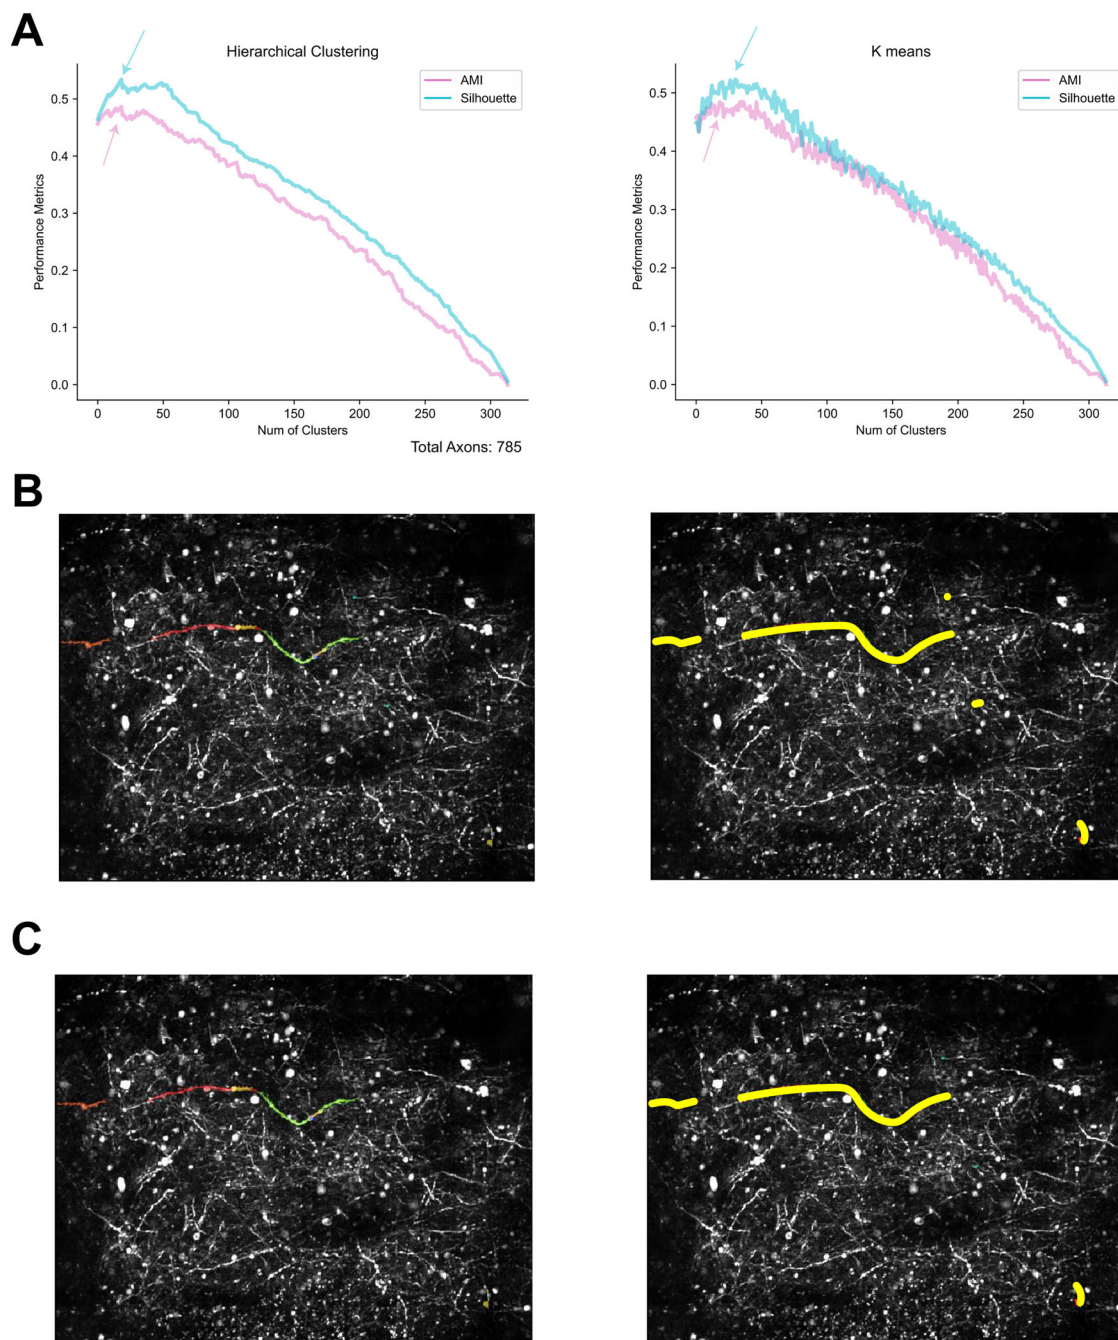 A
Hierarchical Clustering
AMI
Silhouette
0.5
0.4
0.3
0.2
0.1
0.0
Performance Metrics
0 50 100 150 200 250 300
Num of Clusters
Total Axons: 785
K means
AMI
Silhouette
0.5
0.4
0.3
0.2
0.1
0.0
Performance Metrics
0 50 100 150 200 250 300
Num of Clusters
B
C